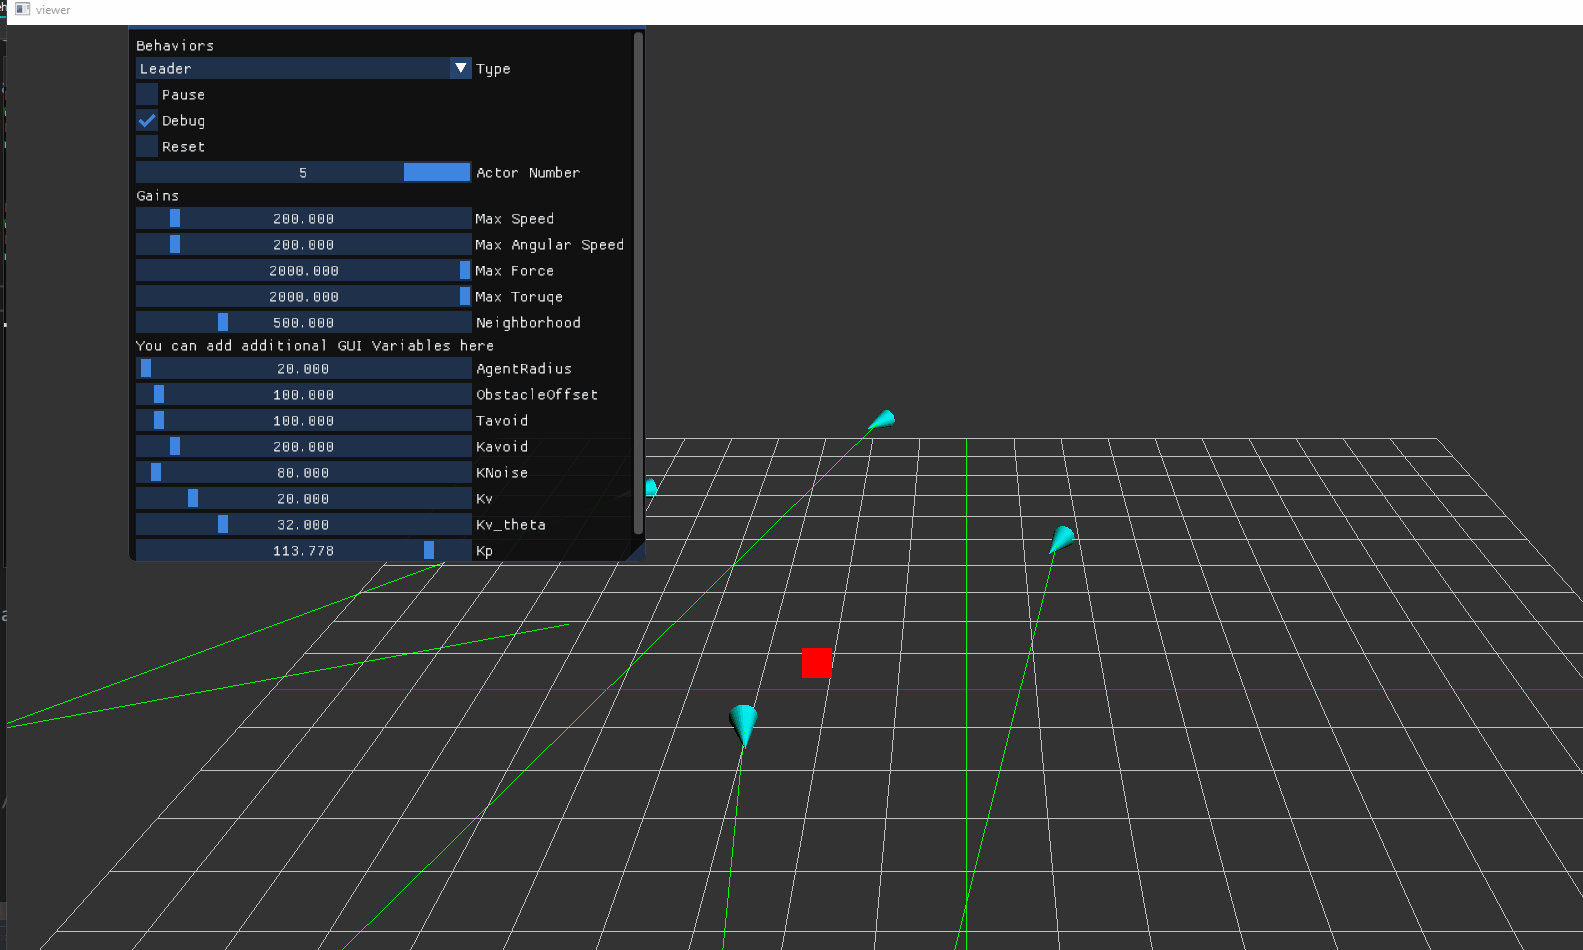 viewer
Behaviors
Leader Type
Pause
Debug
Reset
5 Actor Number
Gains
200.000 Max Speed
200.000 Max Angular Speed
2000.000 Max Force
2000.000 Max Toruqe
500.000 Neighborhood
You can add additional GUI Variables here
20.000 AgentRadius
100.000 ObstacleOffset
100.000 Tavoid
200.000 Kavoid
80.000 KNoise
20.000 Kv
32.000 Kv_theta
113.778 Kp